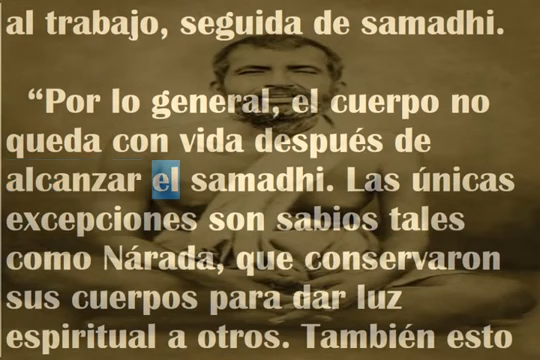 al trabajo, seguida de samadhi.
“Por lo general, el cuerpo no
queda con vida después de
alcanzar el samadhi. Las únicas
excepciones son sabios tales
como Nárada, que conservaron
sus cuerpos para dar luz
espiritual a otros. También esto